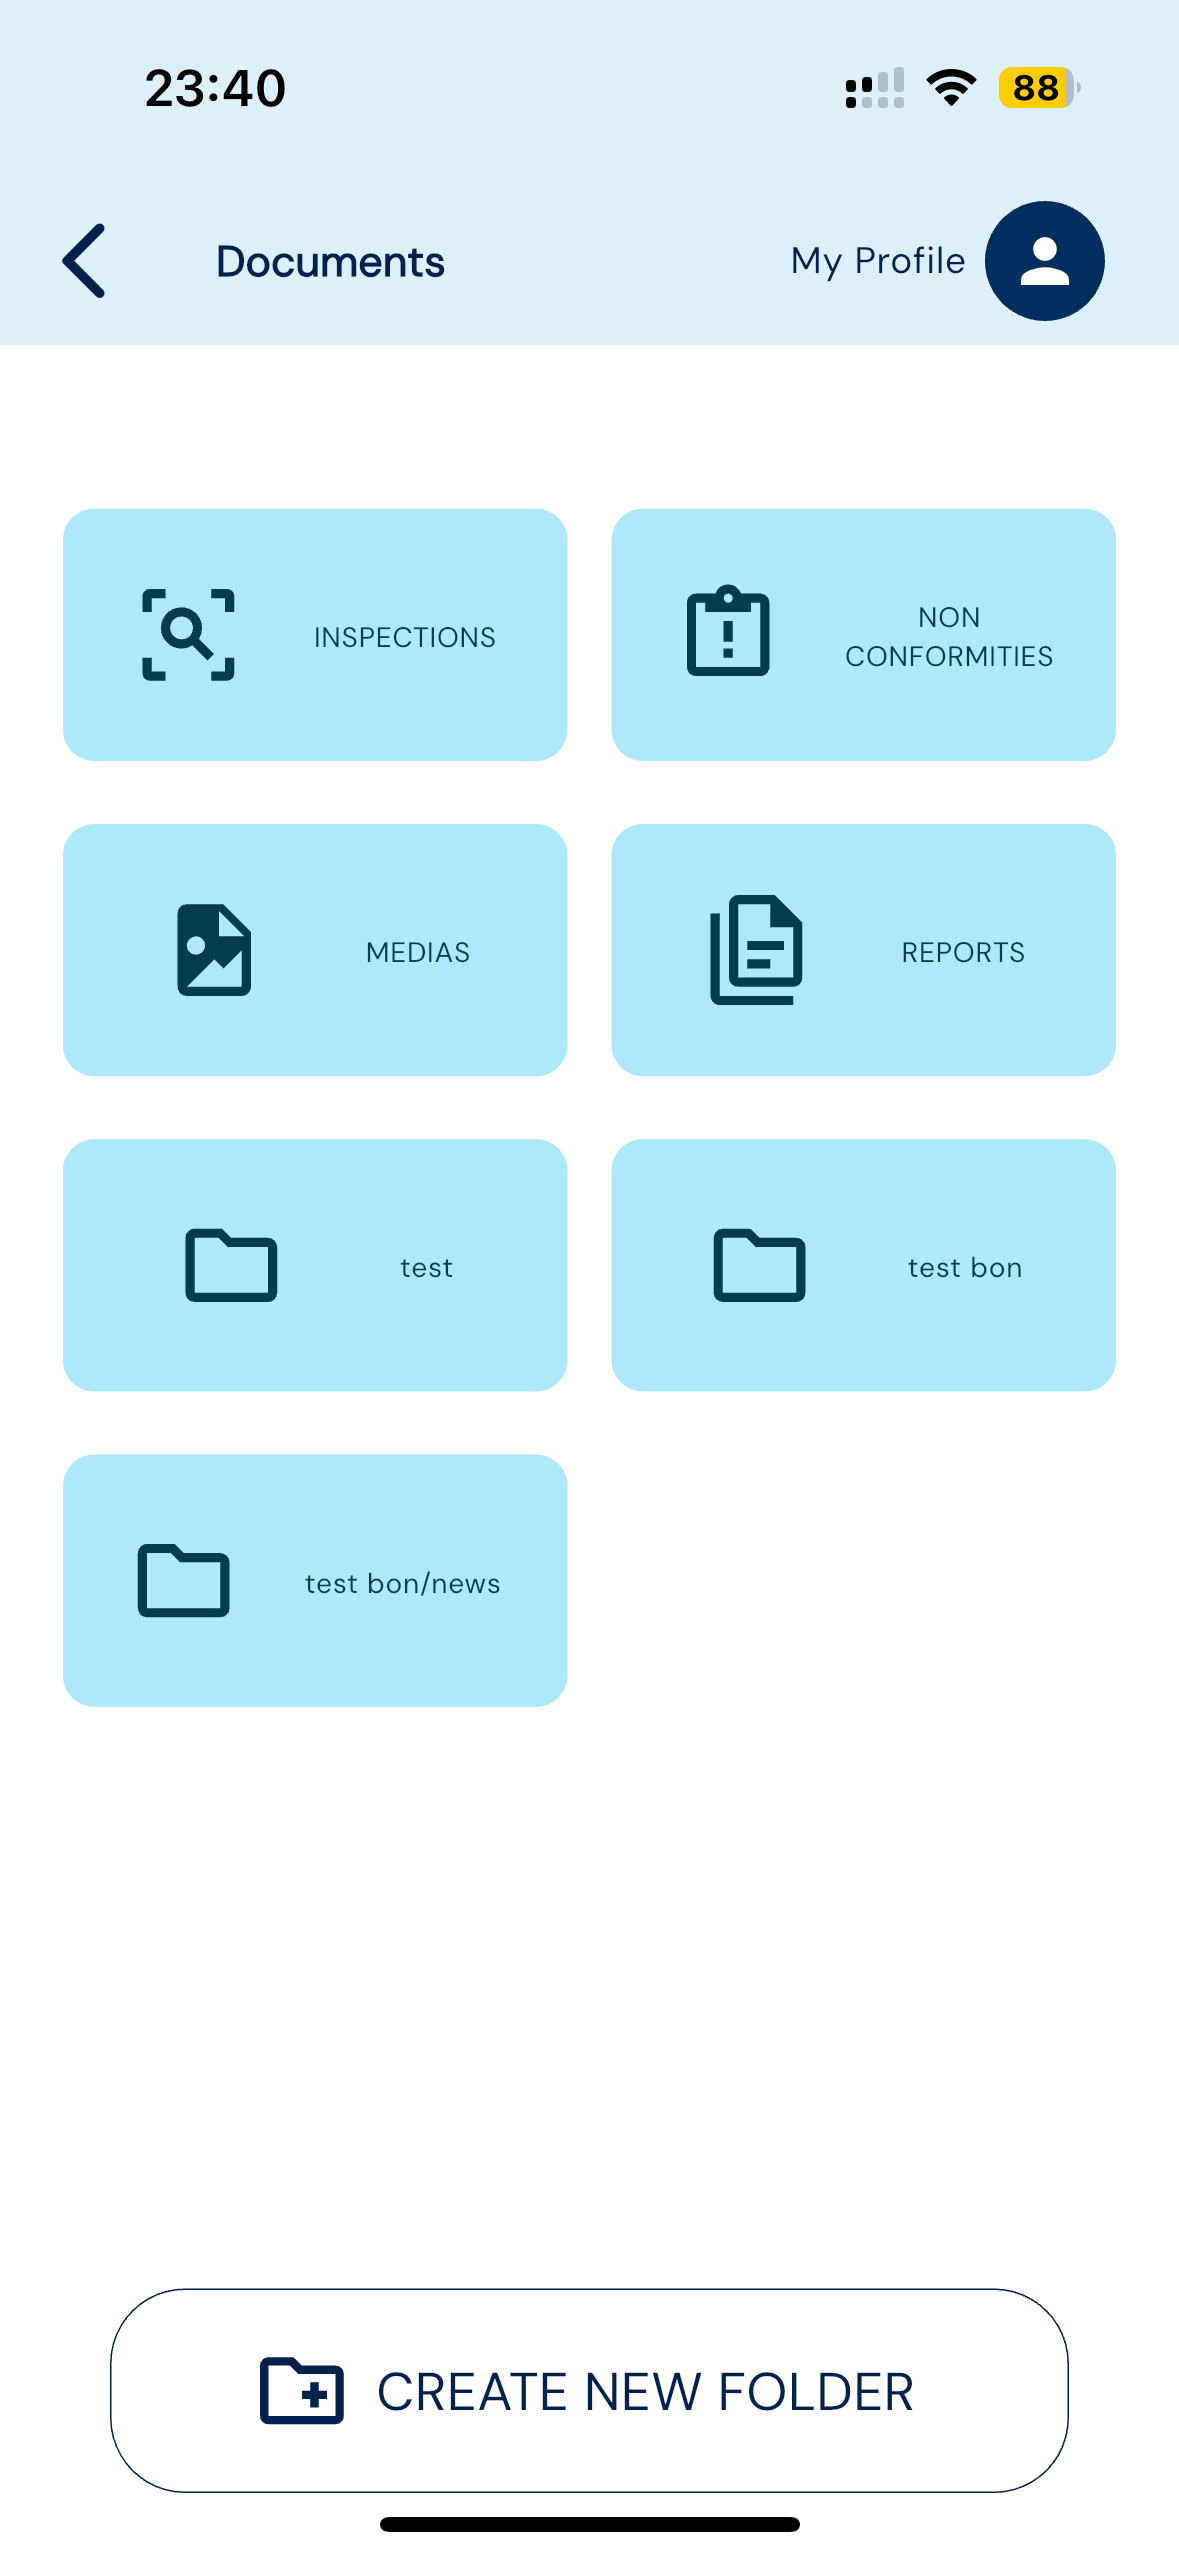 23:40
88
Documents
My Profile
INSPECTIONS
NON
CONFORMITIES
MEDIAS
REPORTS
test
test bon
test bon/news
CREATE NEW FOLDER